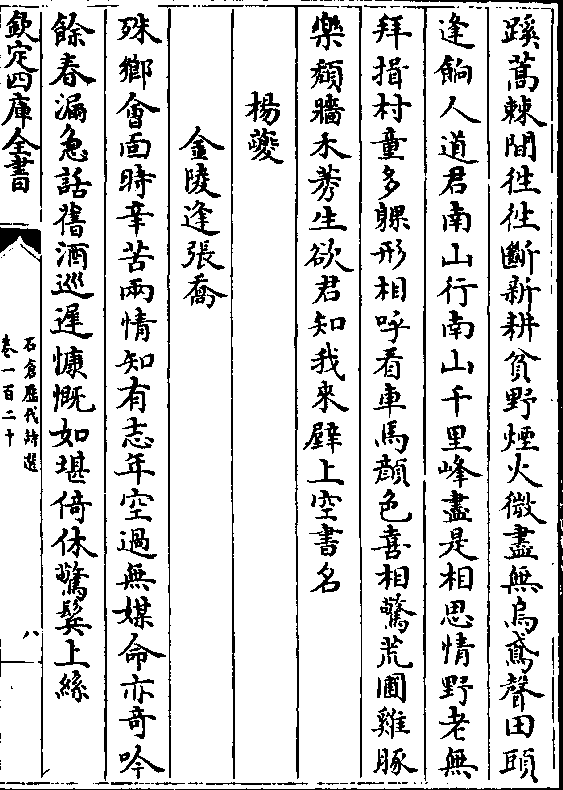 蹊蒿棘間徃徃斷新耕貧野煙火微盡無烏鳶聲田頭
逢餉人道君南山行南山千里峰盡是相思情野老無
拜揖村童多裸形相呼看車馬顔色喜相驚荒圃雞豚
樂頽牆禾莠生欲君知我來壁上空書名
楊夔
金陵逢張喬
殊鄉會面時辛苦兩情知有志年空過無媒命亦竒吟
餘春漏急話舊酒巡遲慷慨如堪倚休驚鬢上絲
欽定四庫全書
石倉歴代詩選
卷一百二十
八